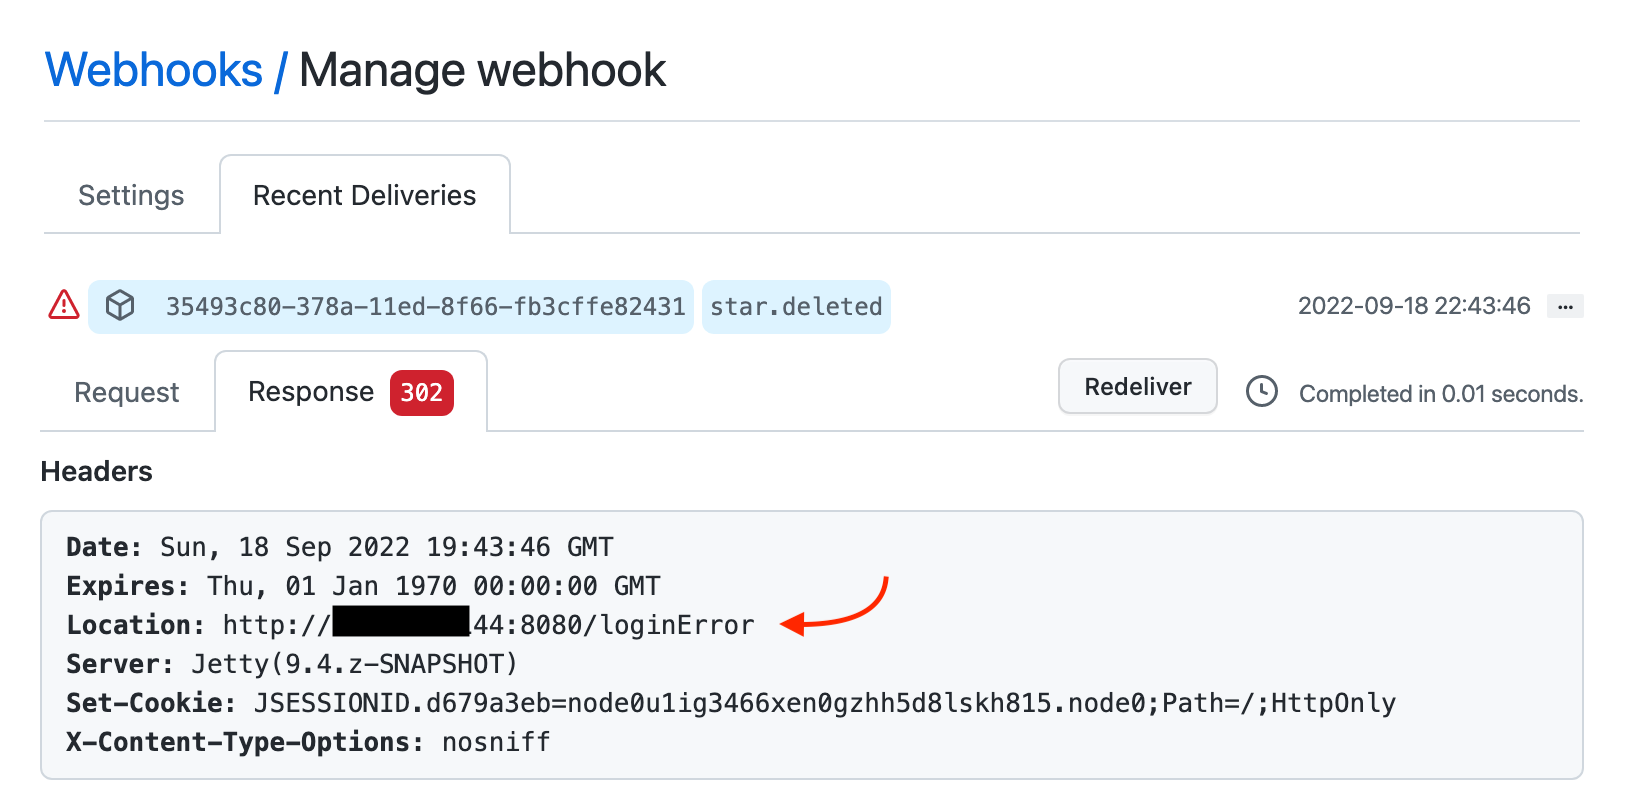 Webhooks / Manage webhook
Settings Recent Deliveries
35493c80-378a-11ed-8f66-fb3cffe82431 star.deleted 2022-09-18 22:43:46 ...
Request Response 302 Redeliver Completed in 0.01 seconds.
Headers
Date: Sun, 18 Sep 2022 19:43:46 GMT
Expires: Thu, 01 Jan 1970 00:00:00 GMT
Location: http:// .44:8080/loginError
Server: Jetty(9.4.z-SNAPSHOT)
Set-Cookie: JSESSIONID.d679a3eb=node0u1ig3466xen0gzhh5d8lskh815.node0;Path=/;HttpOnly
X-Content-Type-Options: nosniff